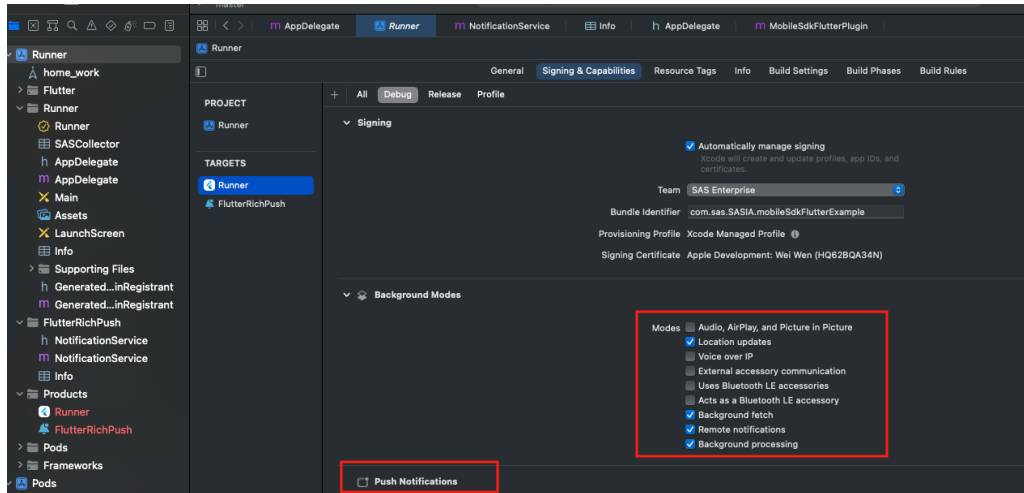 master
AppDelegate
Runner
NotificationService
Info
AppDelegate
MobileSdkFlutterPlugin
Runner
General
Signing & Capabilities
Resource Tags
Info
Build Settings
Build Phases
Build Rules
+ All Debug Release Profile
Runner
home_work
Flutter
Runner
Runner
SASCollector
h AppDelegate
m AppDelegate
Main
Assets
LaunchScreen
Info
Supporting Files
h Generated...inRegistrant
m Generated...inRegistrant
FlutterRichPush
h NotificationService
m NotificationService
Info
Products
Runner
FlutterRichPush
Pods
Frameworks
Pods
PROJECT
Runner
TARGETS
Runner
FlutterRichPush
Signing
Automatically manage signing
Xcode will create and update profiles, app IDs, and
certificates.
Team SAS Enterprise
Bundle Identifier com.sas.SASIA.mobileSdkFlutterExample
Provisioning Profile Xcode Managed Profile
Signing Certificate Apple Development: Wei Wen (HQ62BQA34N)
Background Modes
Modes Audio, AirPlay, and Picture in Picture
Location updates
Voice over IP
External accessory communication
Uses Bluetooth LE accessories
Acts as a Bluetooth LE accessory
Background fetch
Remote notifications
Background processing
Push Notifications